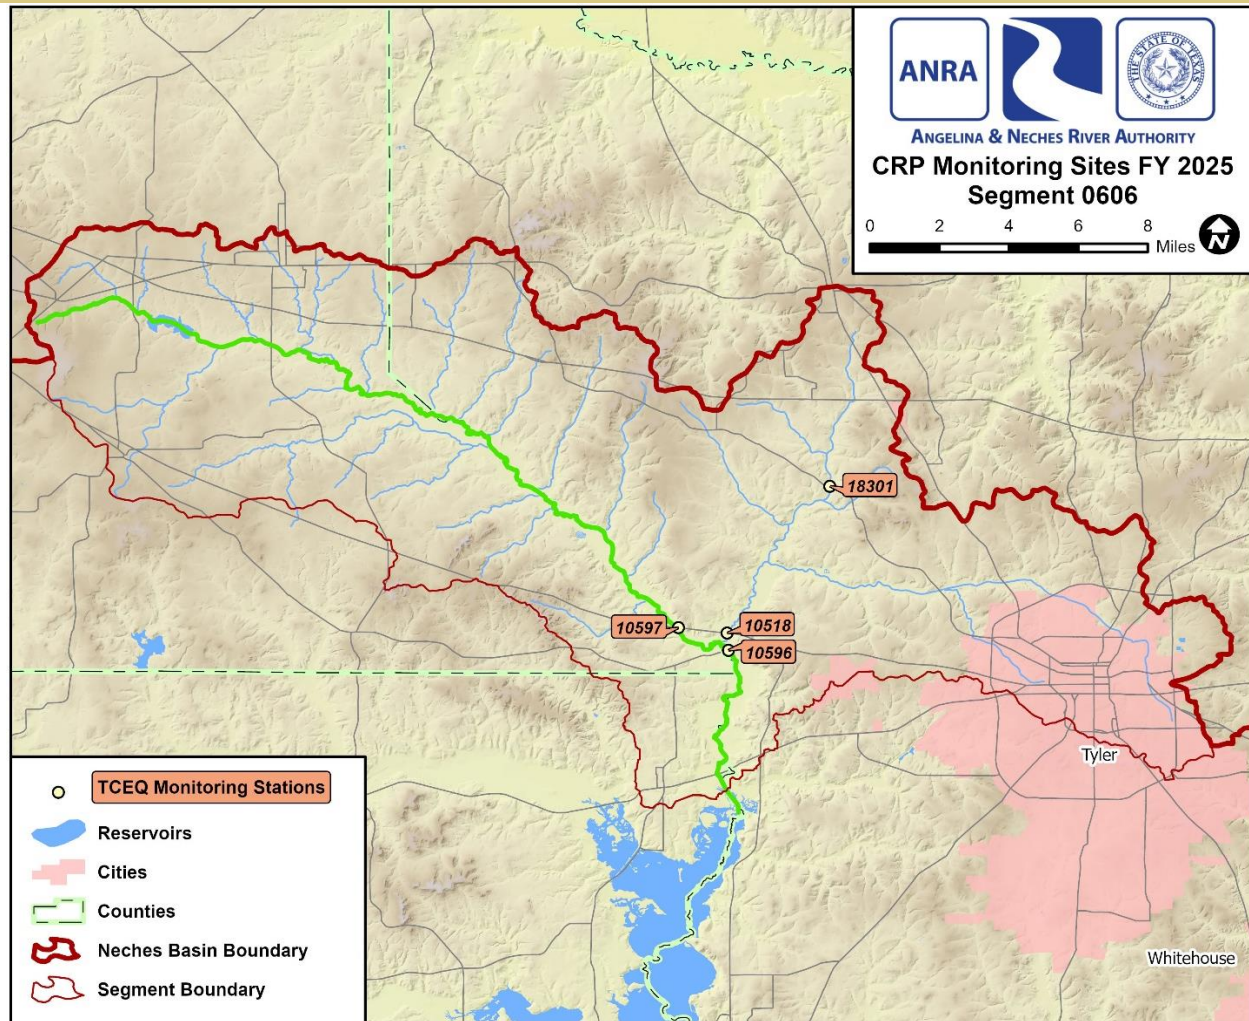 ANRA
THE STATE OF TEXAS
ANGELINA & NECHES RIVER AUTHORITY
CRP Monitoring Sites FY 2025
Segment 0606
0 2 4 6 8
Miles
N
18301
10597
10518
10596
Tyler
Whitehouse
TCEQ Monitoring Stations
Reservoirs
Cities
Counties
Neches Basin Boundary
Segment Boundary